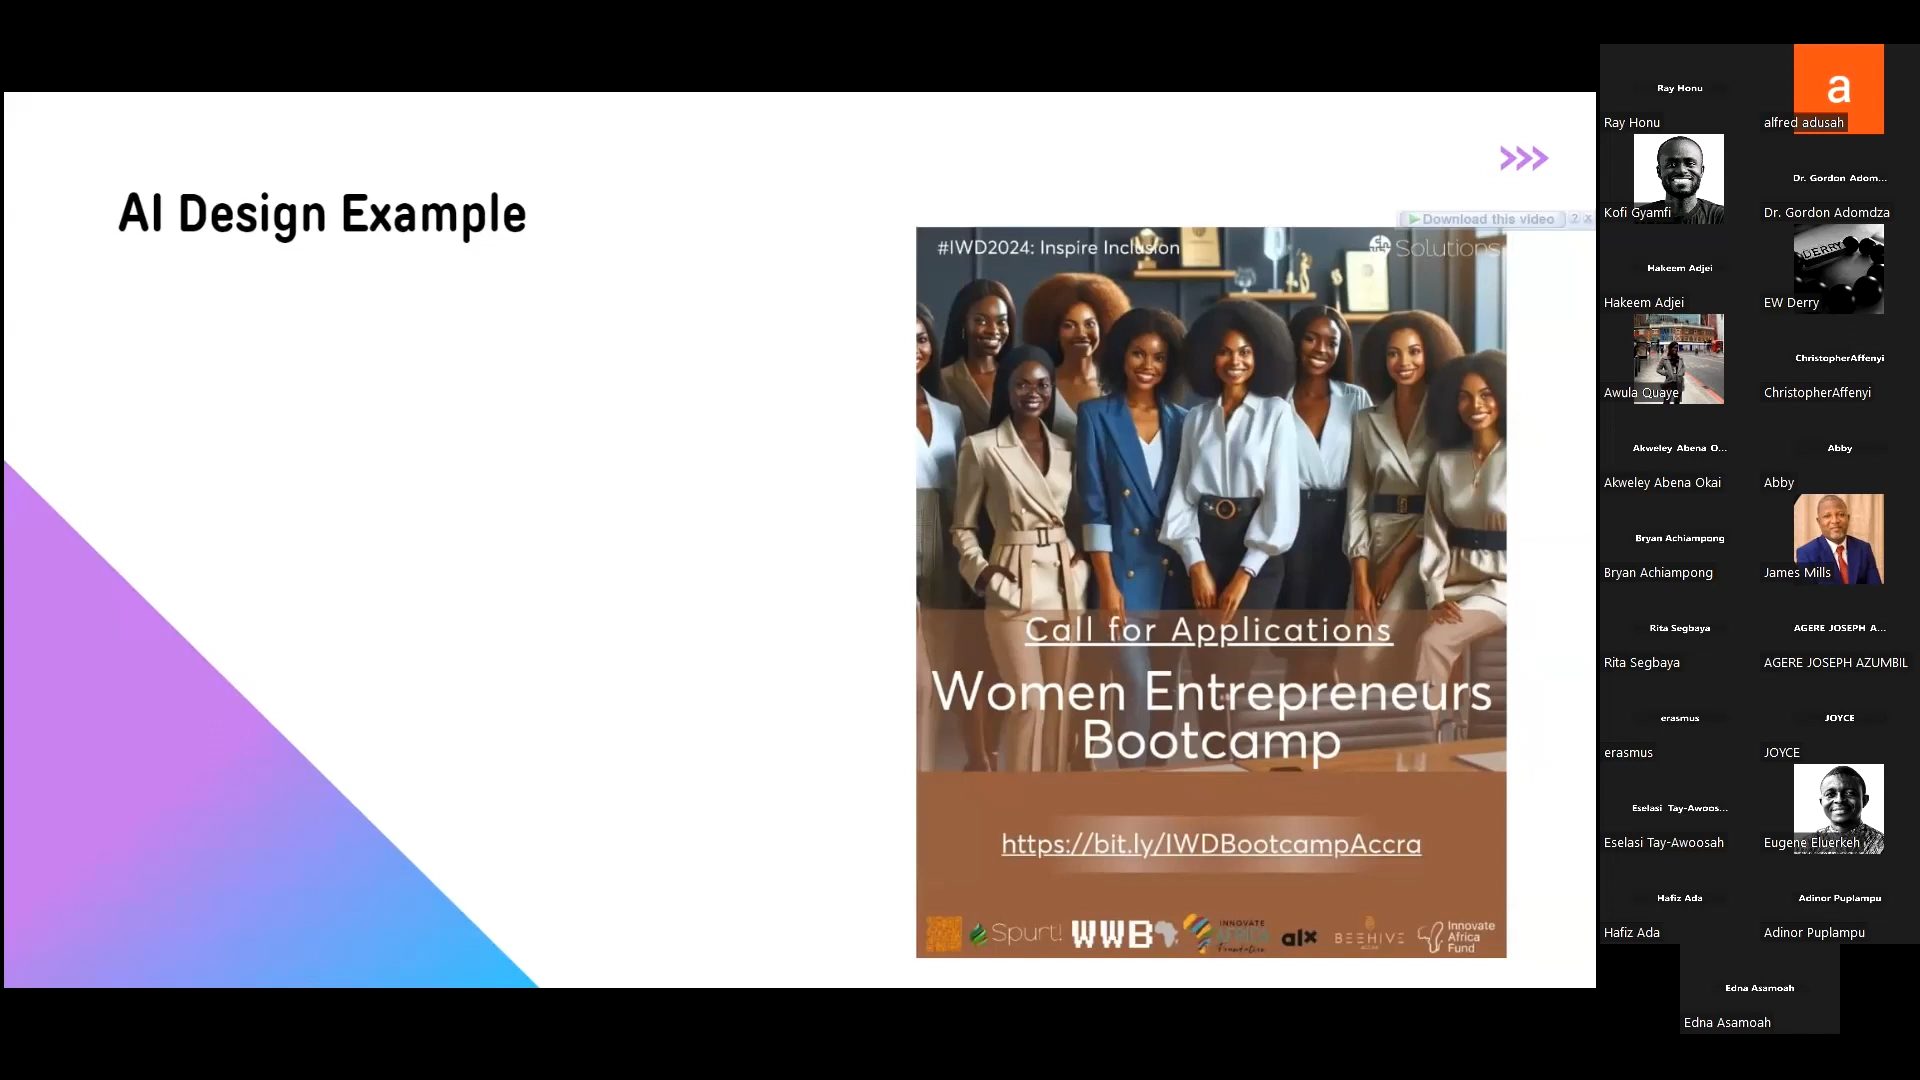 AI Design Example
Download this video ? x
#IWD2024: Inspire Inclusion
Solutions
Call for Applications
Women Entrepreneurs
Bootcamp
https://bit.ly/IWDBootcampAccra
Spurt!
WWB
INNOVATE
AFRICA
Foundation
alx
BEEHIVE
Innovate
Africa
Fund
Ray Honu
Ray Honu
a
alfred adusah
Kofi Gyamfi
Dr. Gordon Adom...
Dr. Gordon Adomdza
Hakeem Adjei
Hakeem Adjei
DERRY
EW Derry
Awula Quaye
ChristopherAffenyi
ChristopherAffenyi
Akweley Abena O...
Akweley Abena Okai
Abby
Abby
Bryan Achiampong
Bryan Achiampong
James Mills
Rita Segbaya
Rita Segbaya
AGERE JOSEPH A...
AGERE JOSEPH AZUMBIL
erasmus
erasmus
JOYCE
JOYCE
Eselasi Tay-Awoos...
Eselasi Tay-Awoosah
Eugene Eluerkeh
Hafiz Ada
Hafiz Ada
Adinor Puplampu
Adinor Puplampu
Edna Asamoah
Edna Asamoah